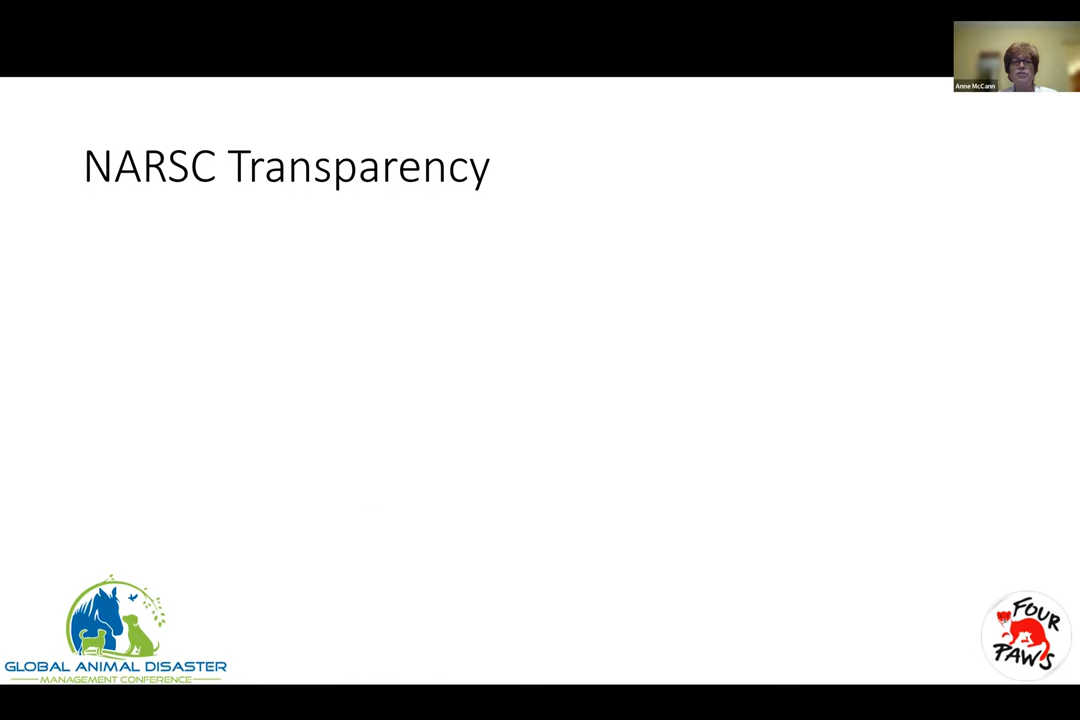 Anne McCann
NARSC Transparency
GLOBAL ANIMAL DISASTER
MANAGEMENT CONFERENCE
FOUR
PAWS